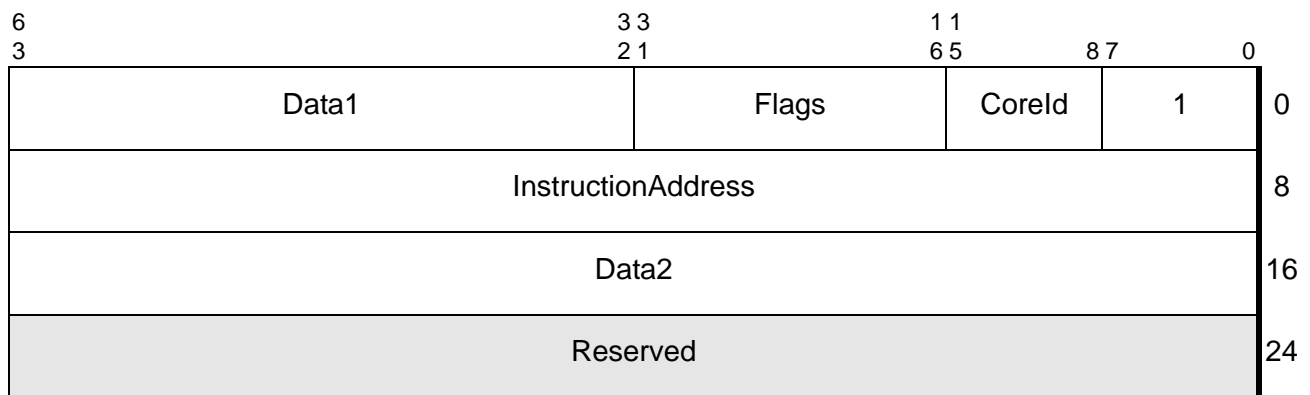 6 3 3 1 1
3 2 1 6 5 8 7 0
Data1 Flags CoreId 1 0
InstructionAddress 8
Data2 16
Reserved 24